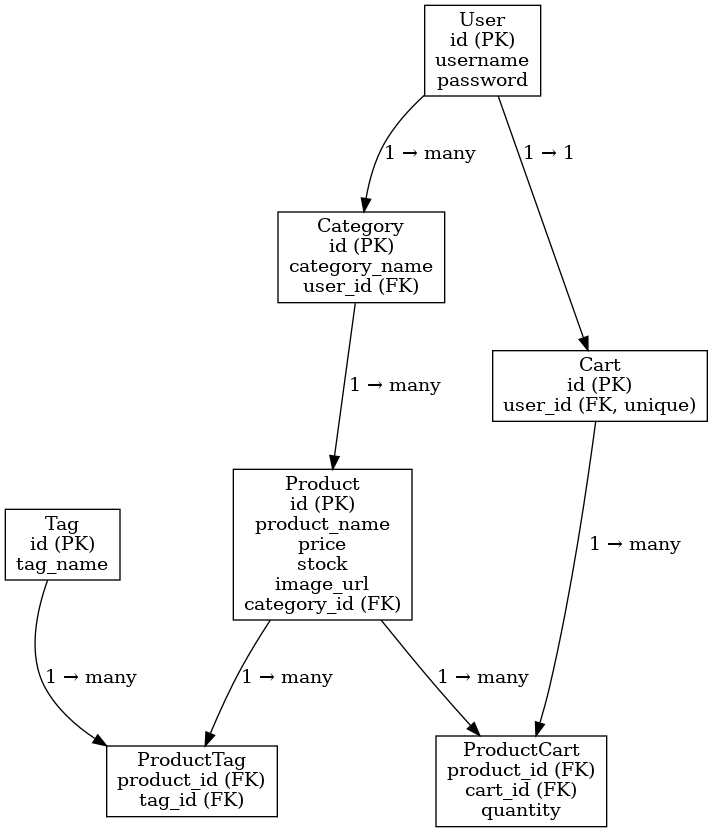 User
id (PK)
username
password
1 → many
1 → 1
Category
id (PK)
category_name
user_id (FK)
Cart
id (PK)
user_id (FK, unique)
1 → many
Product
id (PK)
product_name
price
stock
image_url
category_id (FK)
Tag
id (PK)
tag_name
1 → many
1 → many
1 → many
1 → many
ProductTag
product_id (FK)
tag_id (FK)
ProductCart
product_id (FK)
cart_id (FK)
quantity